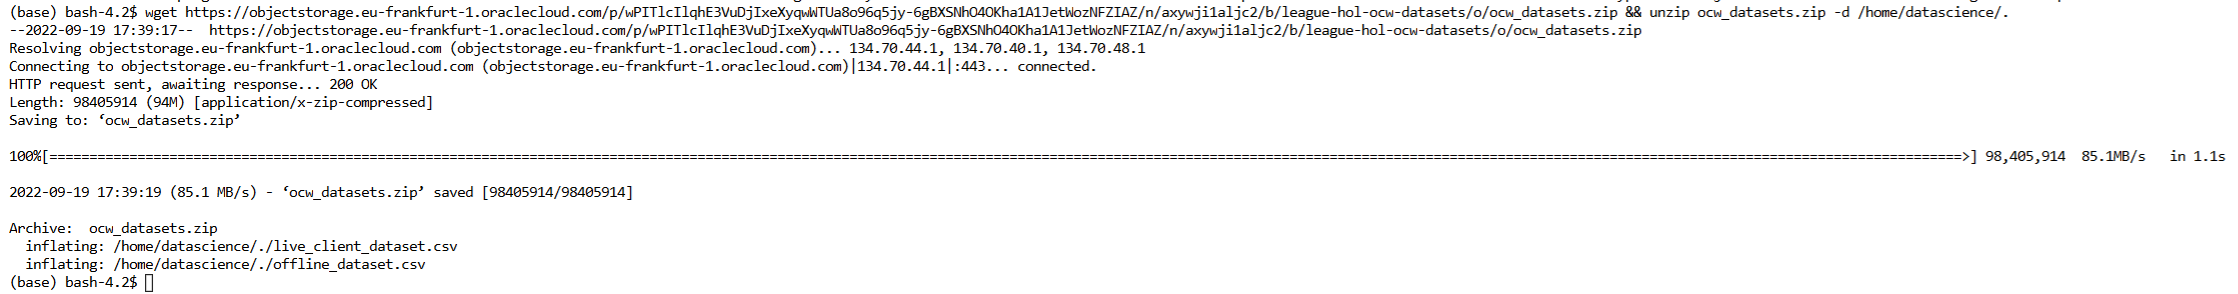 (base) bash-4.2$ wget https://objectstorage.eu-frankfurt-1.oraclecloud.com/p/wPITlcIlqhE3VuDjIxeXyqwWTUa8o96q5jy-6gBXSNhO4OKha1A1JetWozNFZIAZ/n/axywji1aljc2/b/league-hol-ocw-datasets/o/ocw_datasets.zip && unzip ocw_datasets.zip -d /home/datascience/.
--2022-09-19 17:39:17--  https://objectstorage.eu-frankfurt-1.oraclecloud.com/p/wPITlcIlqhE3VuDjIxeXyqwWTUa8o96q5jy-6gBXSNhO4OKha1A1JetWozNFZIAZ/n/axywji1aljc2/b/league-hol-ocw-datasets/o/ocw_datasets.zip
Resolving objectstorage.eu-frankfurt-1.oraclecloud.com (objectstorage.eu-frankfurt-1.oraclecloud.com)... 134.70.44.1, 134.70.40.1, 134.70.48.1
Connecting to objectstorage.eu-frankfurt-1.oraclecloud.com (objectstorage.eu-frankfurt-1.oraclecloud.com)|134.70.44.1|:443... connected.
HTTP request sent, awaiting response... 200 OK
Length: 98405914 (94M) [application/x-zip-compressed]
Saving to: ‘ocw_datasets.zip’
100%[=====================================================>] 98,405,914  85.1MB/s   in 1.1s
2022-09-19 17:39:19 (85.1 MB/s) - ‘ocw_datasets.zip’ saved [98405914/98405914]
Archive:  ocw_datasets.zip
  inflating: /home/datascience/./live_client_dataset.csv
  inflating: /home/datascience/./offline_dataset.csv
(base) bash-4.2$